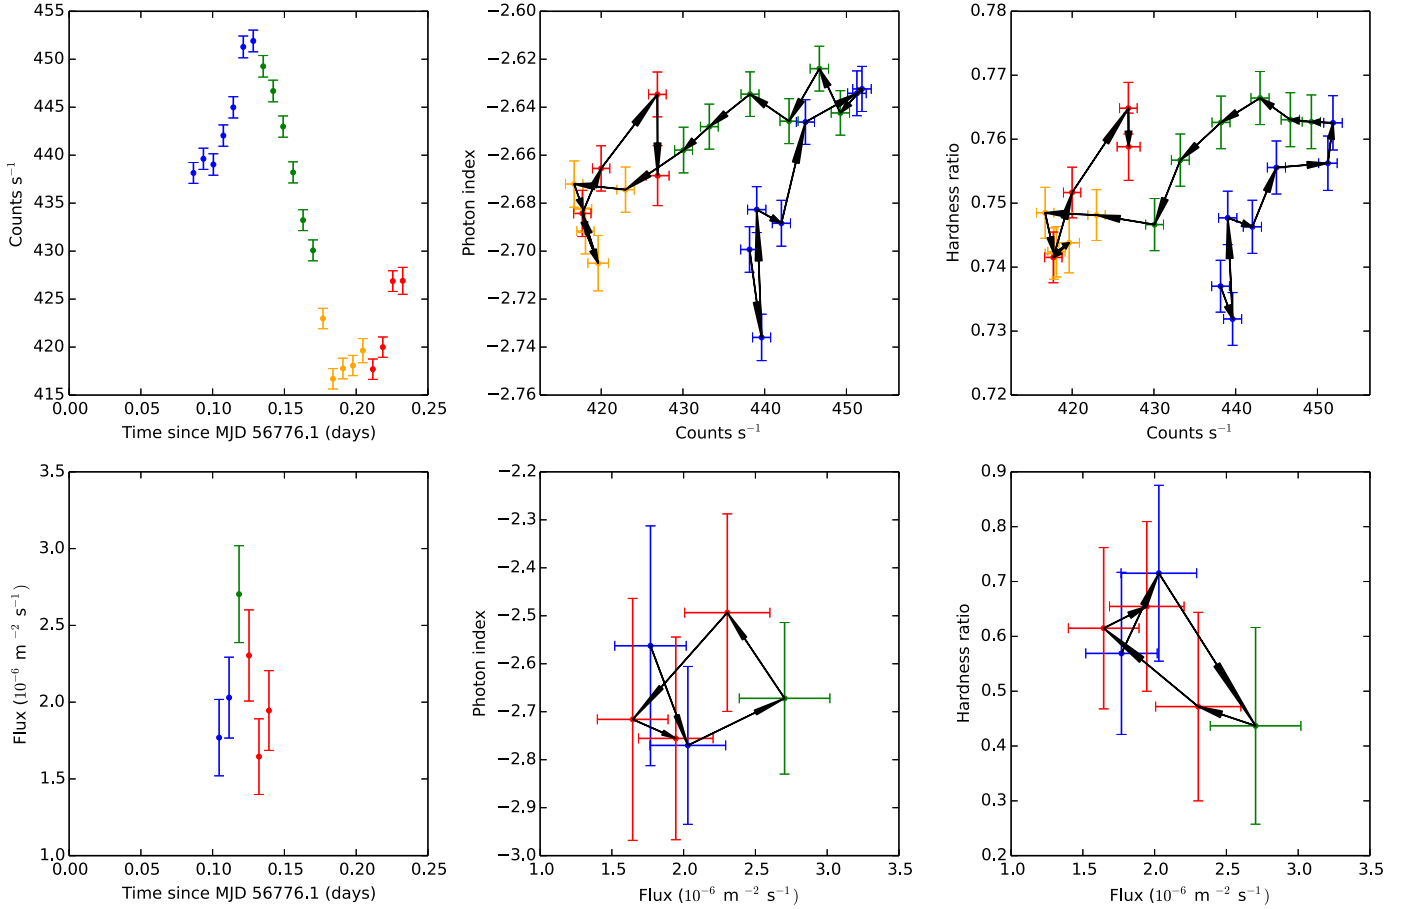 455
450
445
440
435
430
425
420
415
Counts s⁻¹
0.00 0.05 0.10 0.15 0.20 0.25
Time since MJD 56776.1 (days)
−2.60
−2.62
−2.64
−2.66
−2.68
−2.70
−2.72
−2.74
−2.76
Photon index
420 430 440 450
Counts s⁻¹
0.78
0.77
0.76
0.75
0.74
0.73
0.72
Hardness ratio
420 430 440 450
Counts s⁻¹
3.5
3.0
2.5
2.0
1.5
1.0
Flux (10⁻⁶ m ⁻² s⁻¹)
0.00 0.05 0.10 0.15 0.20 0.25
Time since MJD 56776.1 (days)
−2.2
−2.3
−2.4
−2.5
−2.6
−2.7
−2.8
−2.9
−3.0
Photon index
1.0 1.5 2.0 2.5 3.0 3.5
Flux (10⁻⁶ m ⁻² s⁻¹)
0.9
0.8
0.7
0.6
0.5
0.4
0.3
0.2
Hardness ratio
1.0 1.5 2.0 2.5 3.0 3.5
Flux (10⁻⁶ m ⁻² s⁻¹)